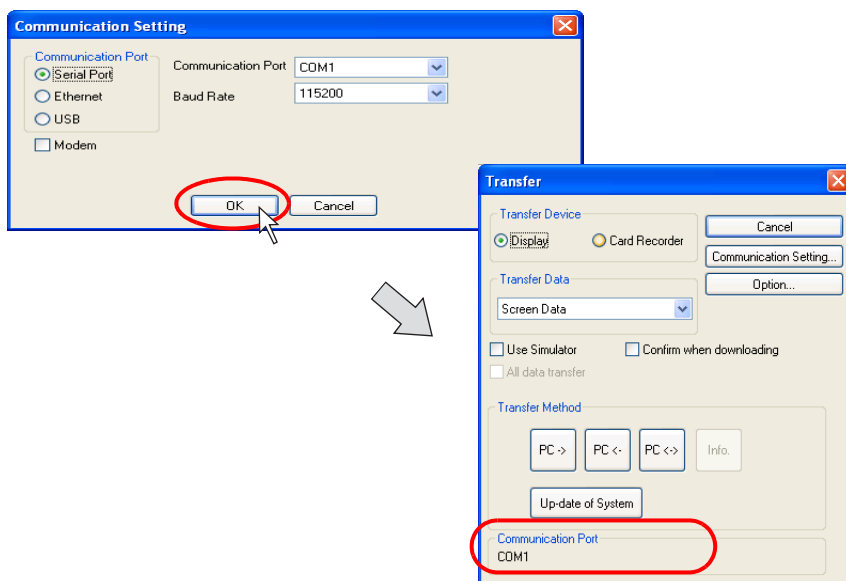 Communication Setting
Communication Port
Serial Port
Ethernet
USB
Modem
Communication Port COM1
Baud Rate 115200
OK Cancel
Transfer
Transfer Device
Display Card Recorder
Cancel
Communication Setting...
Option...
Transfer Data
Screen Data
Use Simulator Confirm when downloading
All data transfer
Transfer Method
PC -> PC <- PC <-> Info.
Up-date of System
Communication Port
COM1